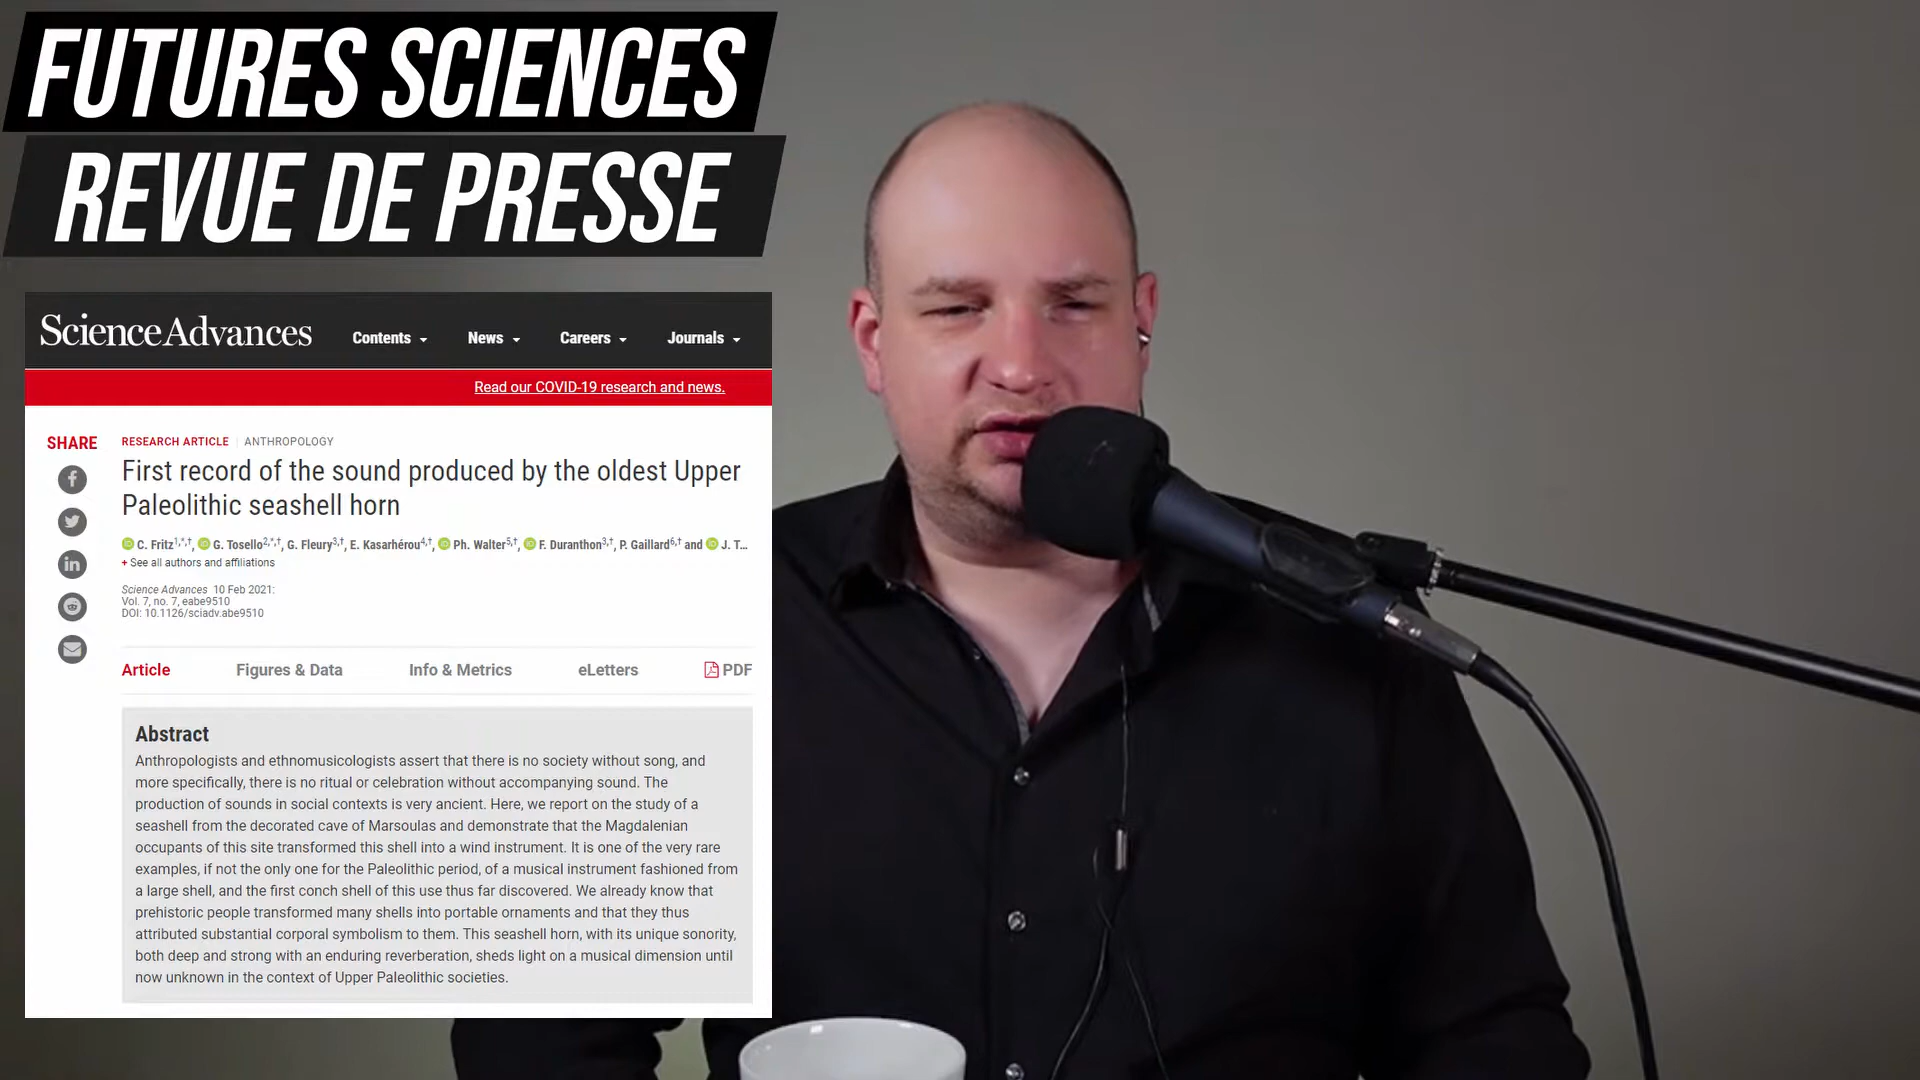 FUTURES SCIENCES
REVUE DE PRESSE
ScienceAdvances Contents News Careers Journals
Read our COVID-19 research and news.
SHARE RESEARCH ARTICLE | ANTHROPOLOGY
First record of the sound produced by the oldest Upper
Paleolithic seashell horn
C. Fritz1,*,†, G. Tosello2,*,†, G. Fleury3,†, E. Kasarhérou4,†, Ph. Walter5,†, F. Duranthon3,†, P. Gaillard6,† and J. T...
+ See all authors and affiliations
Science Advances 10 Feb 2021:
Vol. 7, no. 7, eabe9510
DOI: 10.1126/sciadv.abe9510
Article Figures & Data Info & Metrics eLetters PDF
Abstract
Anthropologists and ethnomusicologists assert that there is no society without song, and
more specifically, there is no ritual or celebration without accompanying sound. The
production of sounds in social contexts is very ancient. Here, we report on the study of a
seashell from the decorated cave of Marsoulas and demonstrate that the Magdalenian
occupants of this site transformed this shell into a wind instrument. It is one of the very rare
examples, if not the only one for the Paleolithic period, of a musical instrument fashioned from
a large shell, and the first conch shell of this use thus far discovered. We already know that
prehistoric people transformed many shells into portable ornaments and that they thus
attributed substantial corporal symbolism to them. This seashell horn, with its unique sonority,
both deep and strong with an enduring reverberation, sheds light on a musical dimension until
now unknown in the context of Upper Paleolithic societies.